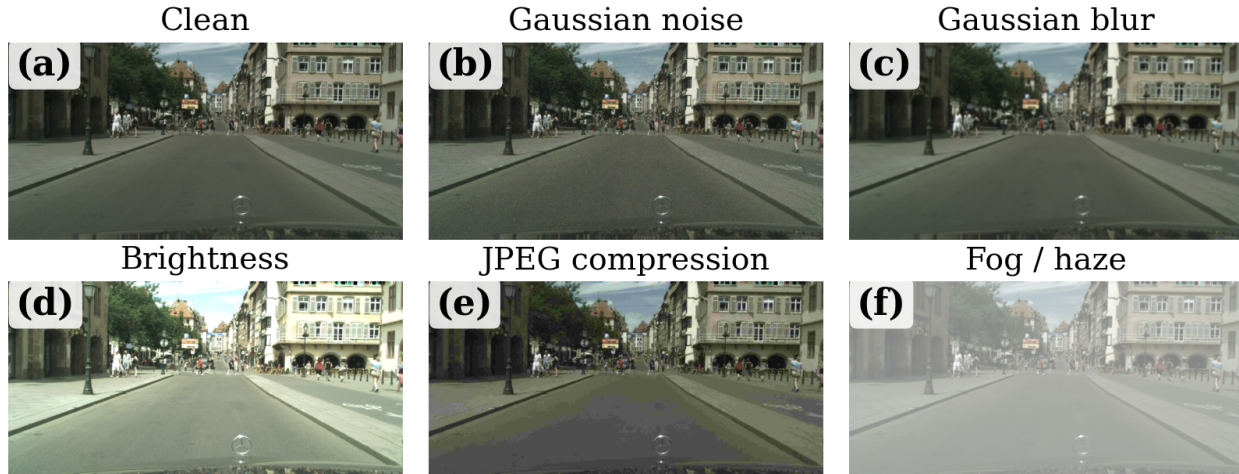 Clean
Gaussian noise
Gaussian blur
(a)
(b)
(c)
Brightness
JPEG compression
Fog / haze
(d)
(e)
(f)